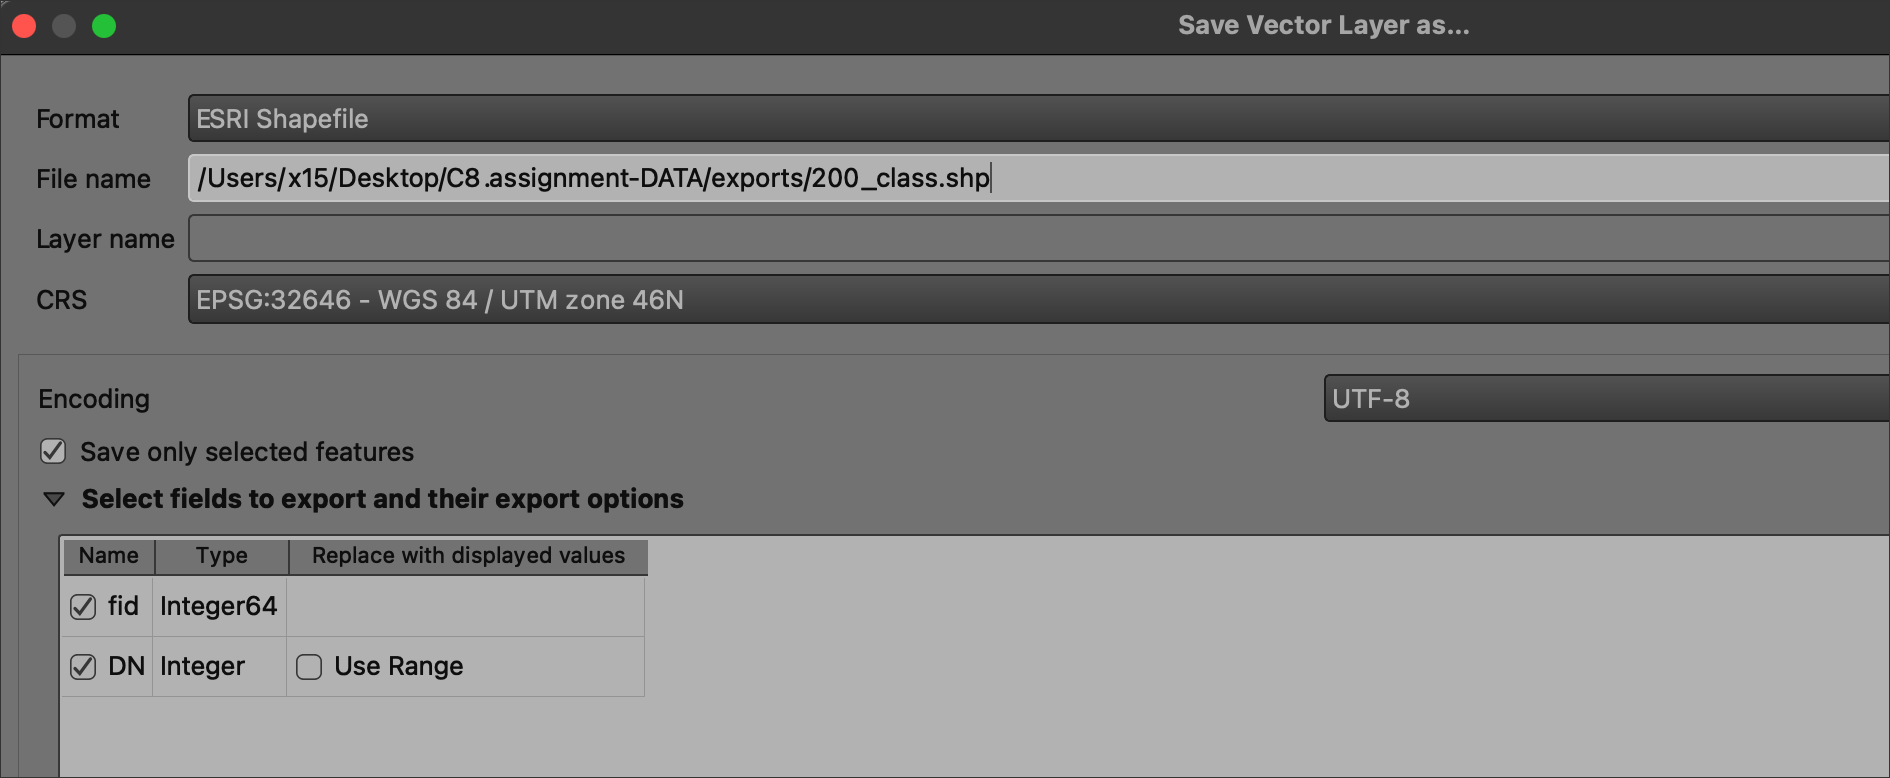 Save Vector Layer as...
Format ESRI Shapefile
File name /Users/x15/Desktop/C8.assignment-DATA/exports/200_class.shp
Layer name
CRS EPSG:32646 - WGS 84 / UTM zone 46N
Encoding UTF-8
Save only selected features
Select fields to export and their export options
Name Type Replace with displayed values
fid Integer64
DN Integer Use Range